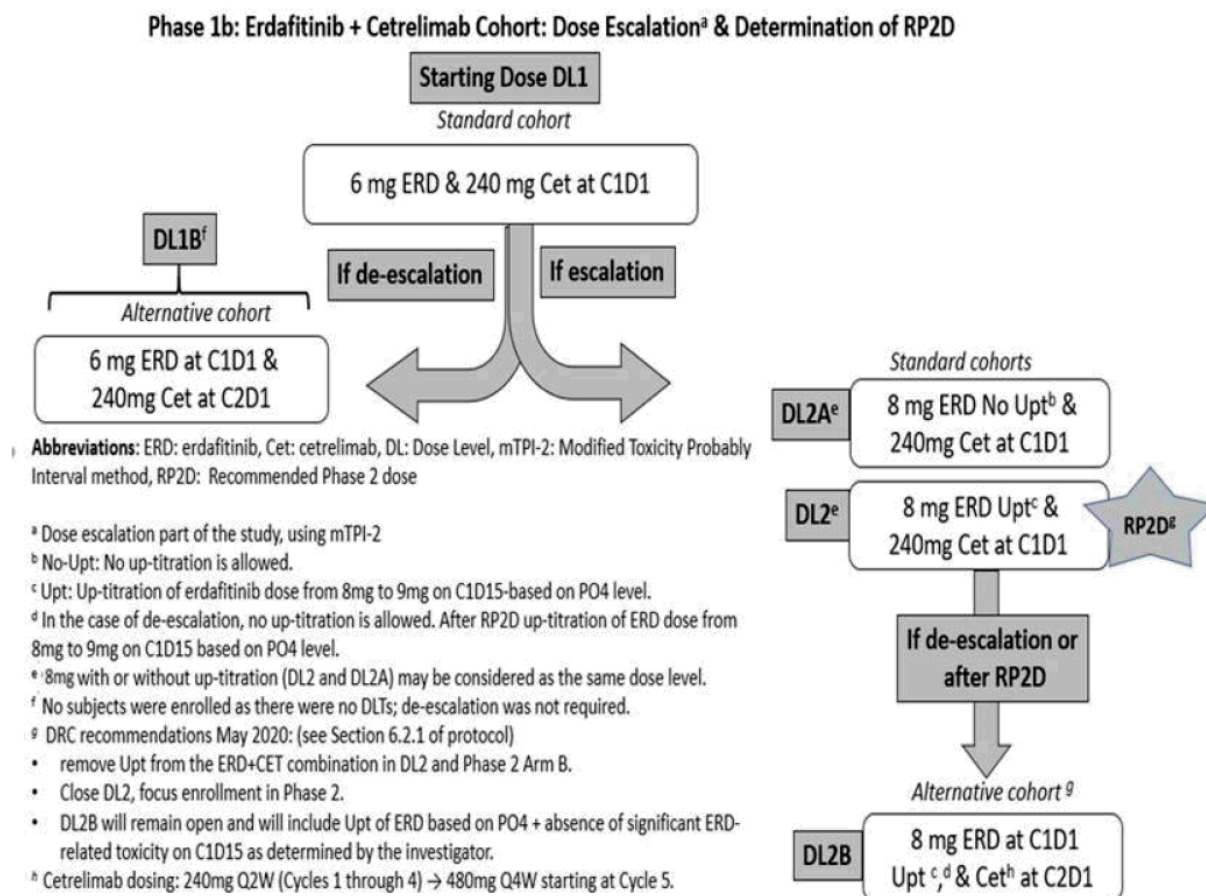 Phase 1b: Erdafitinib + Cetrelimab Cohort: Dose Escalationᵃ & Determination of RP2D
Starting Dose DL1
Standard cohort
6 mg ERD & 240 mg Cet at C1D1
DL1Bᶠ
If de-escalation
If escalation
Alternative cohort
6 mg ERD at C1D1 &
240mg Cet at C2D1
Standard cohorts
DL2Aᵉ
8 mg ERD No Uptᵇ &
240mg Cet at C1D1
DL2ᵉ
8 mg ERD Uptᶜ &
240mg Cet at C1D1
RP2Dᵍ
If de-escalation or
after RP2D
Alternative cohort ᵍ
DL2B
8 mg ERD at C1D1
Upt ᶜ,ᵈ & Cetʰ at C2D1
Abbreviations: ERD: erdafitinib, Cet: cetrelimab, DL: Dose Level, mTPI-2: Modified Toxicity Probably
Interval method, RP2D: Recommended Phase 2 dose
ᵃ Dose escalation part of the study, using mTPI-2
ᵇ No-Upt: No up-titration is allowed.
ᶜ Upt: Up-titration of erdafitinib dose from 8mg to 9mg on C1D15-based on PO4 level.
ᵈ In the case of de-escalation, no up-titration is allowed. After RP2D up-titration of ERD dose from
8mg to 9mg on C1D15 based on PO4 level.
ᵉ 8mg with or without up-titration (DL2 and DL2A) may be considered as the same dose level.
ᶠ No subjects were enrolled as there were no DLTs; de-escalation was not required.
ᵍ DRC recommendations May 2020: (see Section 6.2.1 of protocol)
• remove Upt from the ERD+CET combination in DL2 and Phase 2 Arm B.
• Close DL2, focus enrollment in Phase 2.
• DL2B will remain open and will include Upt of ERD based on PO4 + absence of significant ERD-
related toxicity on C1D15 as determined by the investigator.
ʰ Cetrelimab dosing: 240mg Q2W (Cycles 1 through 4) → 480mg Q4W starting at Cycle 5.